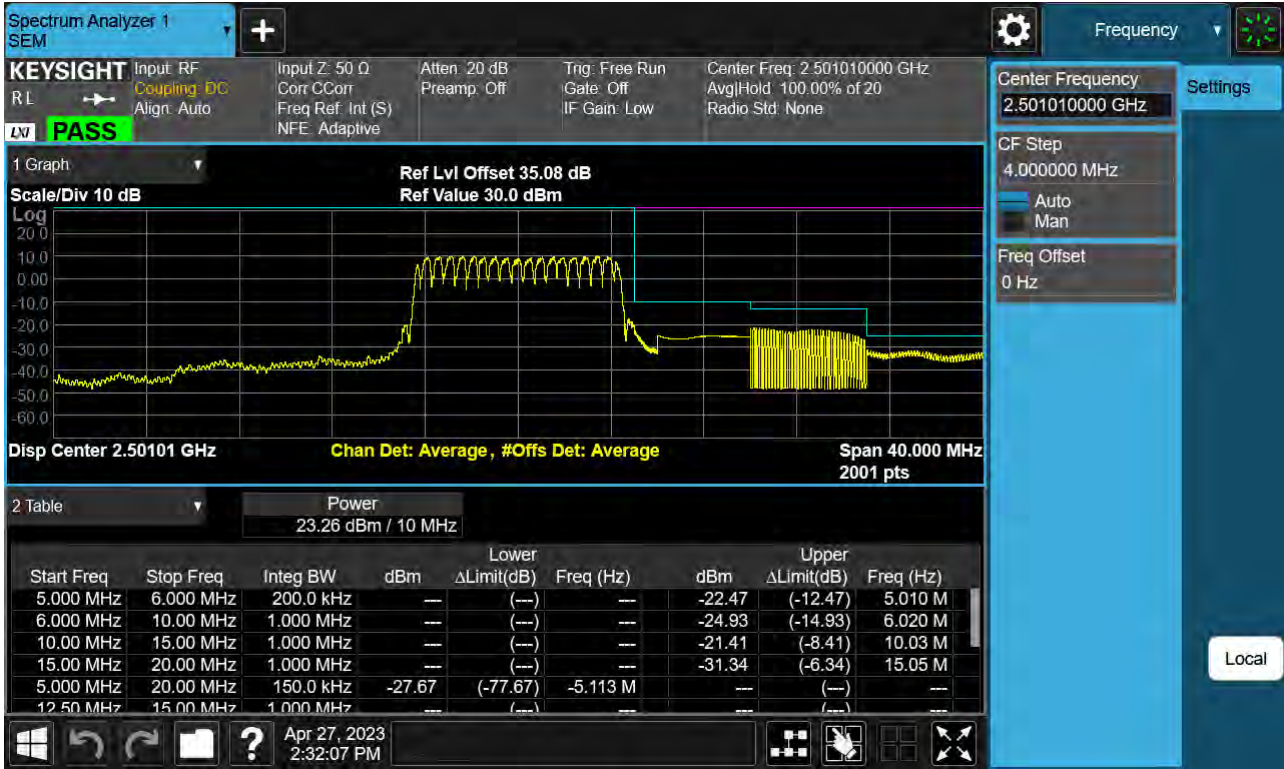 Spectrum Analyzer 1
SEM
Frequency
KEYSIGHT
R L
LXI
PASS
Input: RF
Coupling: DC
Align: Auto
Input Z: 50 Ω
Corr CCorr
Freq Ref: Int (S)
NFE: Adaptive
Atten: 20 dB
Preamp: Off
Trig: Free Run
Gate: Off
IF Gain: Low
Center Freq: 2.501010000 GHz
Avg|Hold: 100.00% of 20
Radio Std: None
Center Frequency
2.501010000 GHz
Settings
CF Step
4.000000 MHz
Auto
Man
Freq Offset
0 Hz
Local
1 Graph
Scale/Div 10 dB
Ref Lvl Offset 35.08 dB
Ref Value 30.0 dBm
Log
20.0
10.0
0.00
-10.0
-20.0
-30.0
-40.0
-50.0
-60.0
Disp Center 2.50101 GHz
Chan Det: Average, #Offs Det: Average
Span 40.000 MHz
2001 pts
2 Table
Power
23.26 dBm / 10 MHz
Lower Upper
Start Freq Stop Freq Integ BW dBm ΔLimit(dB) Freq (Hz) dBm ΔLimit(dB) Freq (Hz)
5.000 MHz 6.000 MHz 200.0 kHz --- (---) --- -22.47 (-12.47) 5.010 M
6.000 MHz 10.00 MHz 1.000 MHz --- (---) --- -24.93 (-14.93) 6.020 M
10.00 MHz 15.00 MHz 1.000 MHz --- (---) --- -21.41 (-8.41) 10.03 M
15.00 MHz 20.00 MHz 1.000 MHz --- (---) --- -31.34 (-6.34) 15.05 M
5.000 MHz 20.00 MHz 150.0 kHz -27.67 (-77.67) -5.113 M --- (---) ---
12.50 MHz 15.00 MHz 1.000 MHz --- (---) --- --- (---) ---
?
Apr 27, 2023
2:32:07 PM